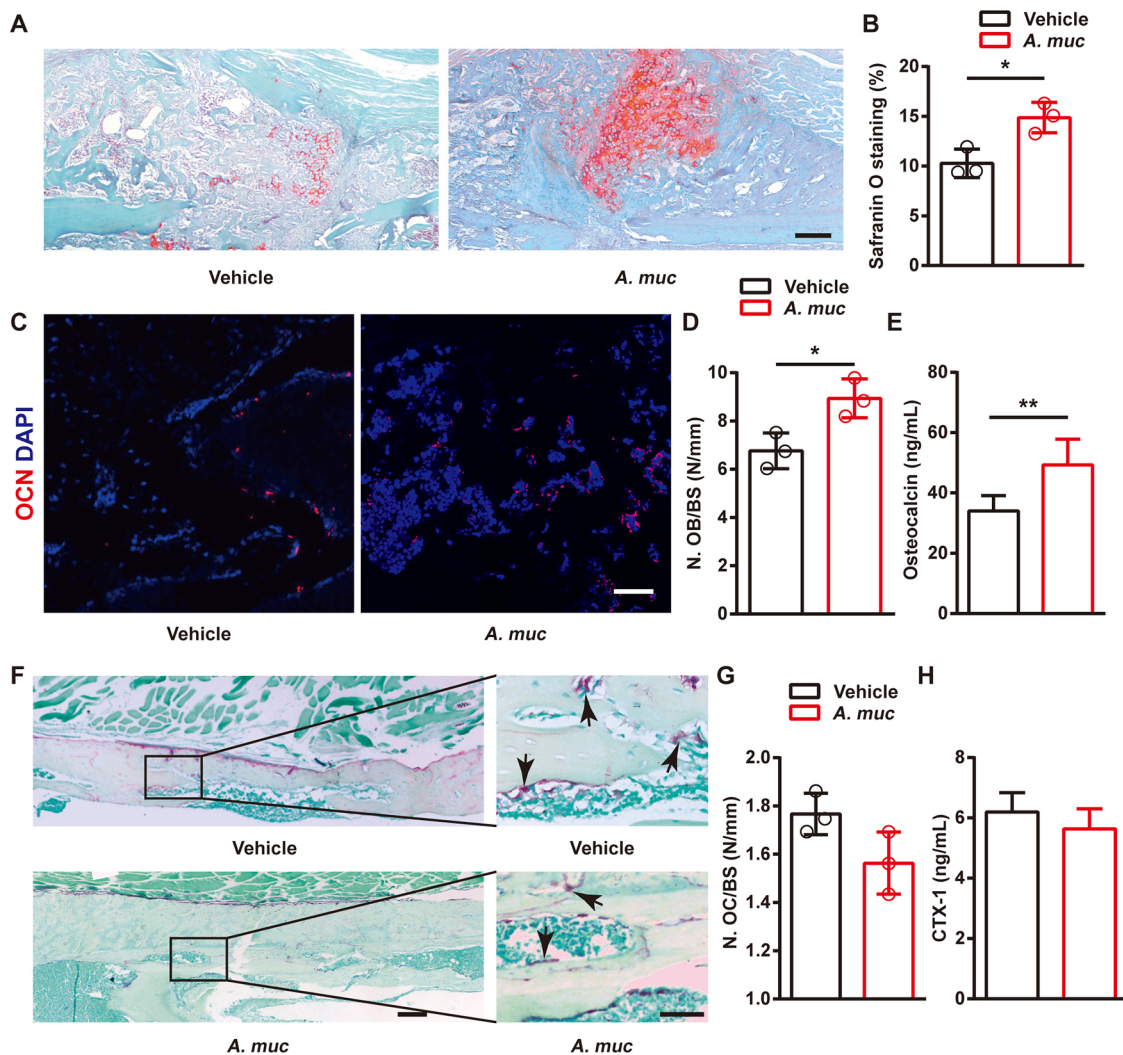 A
Vehicle
A. muc
B
Vehicle
A. muc
Safranin O staining (%)
20
15
10
5
0
*
C
OCN DAPI
Vehicle
A. muc
Vehicle
A. muc
D
N. OB/BS (N/mm)
10
8
6
4
2
0
*
E
Osteocalcin (ng/mL)
80
60
40
20
0
**
F
Vehicle
Vehicle
A. muc
A. muc
G
Vehicle
A. muc
N. OC/BS (N/mm)
2.0
1.8
1.6
1.4
1.2
1.0
H
CTX-1 (ng/mL)
8
6
4
2
0